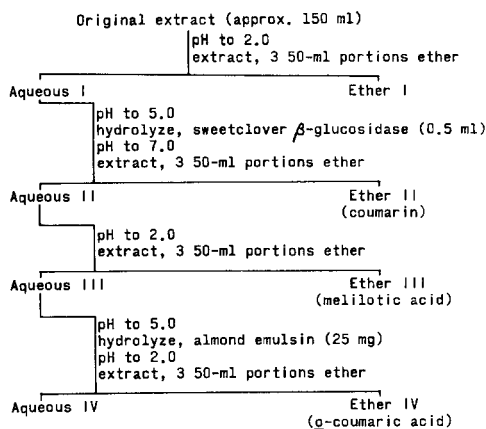 Original extract (approx. 150 ml)
pH to 2.0
extract, 3 50-ml portions ether
Aqueous I Ether I
pH to 5.0
hydrolyze, sweetclover β-glucosidase (0.5 ml)
pH to 7.0
extract, 3 50-ml portions ether
Aqueous II Ether II
(coumarin)
pH to 2.0
extract, 3 50-ml portions ether
Aqueous III Ether III
(melilotic acid)
pH to 5.0
hydrolyze, almond emulsin (25 mg)
pH to 2.0
extract, 3 50-ml portions ether
Aqueous IV Ether IV
(o-coumaric acid)